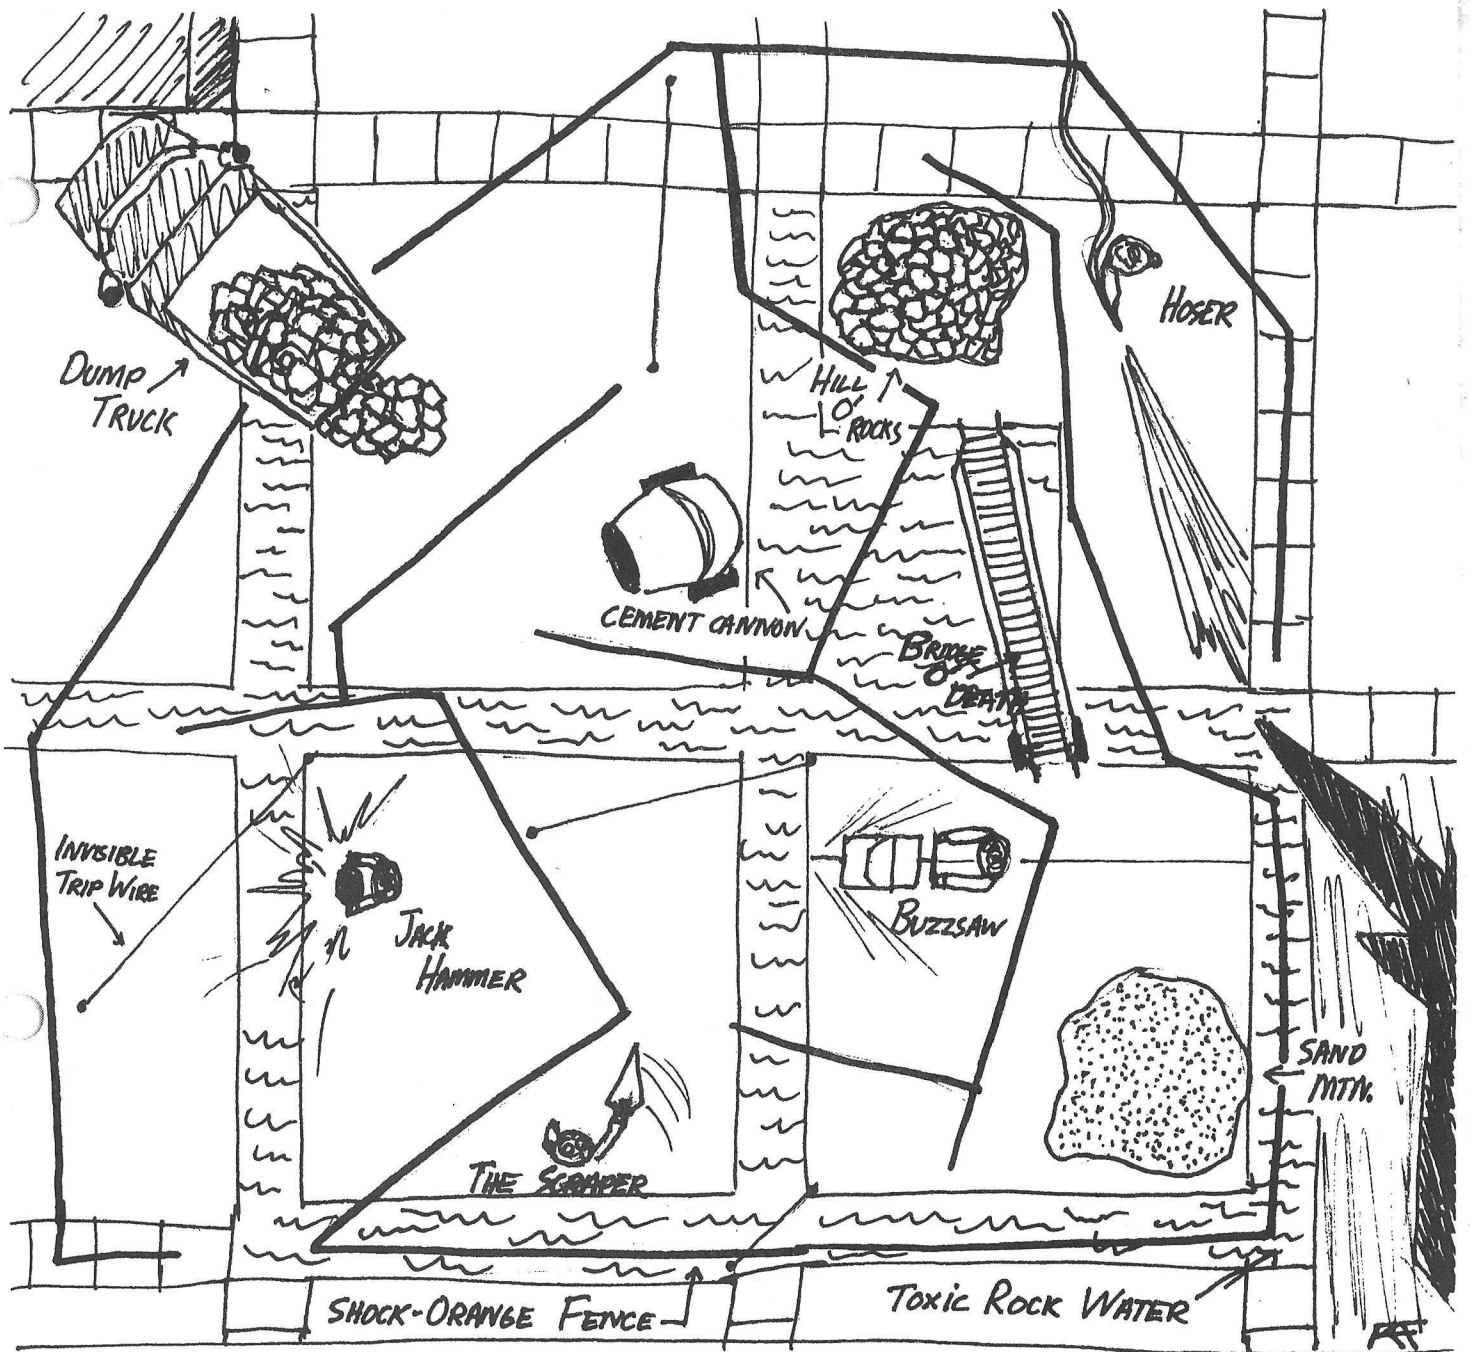 HOSER
DUMP
TRUCK
HILL
O'
ROCKS
CEMENT CANNON
BRIDGE
O'
DEATH
INVISIBLE
TRIP WIRE
JACK
HAMMER
BUZZSAW
SAND
MTN.
THE SCRAPER
SHOCK-ORANGE FENCE
TOXIC ROCK WATER